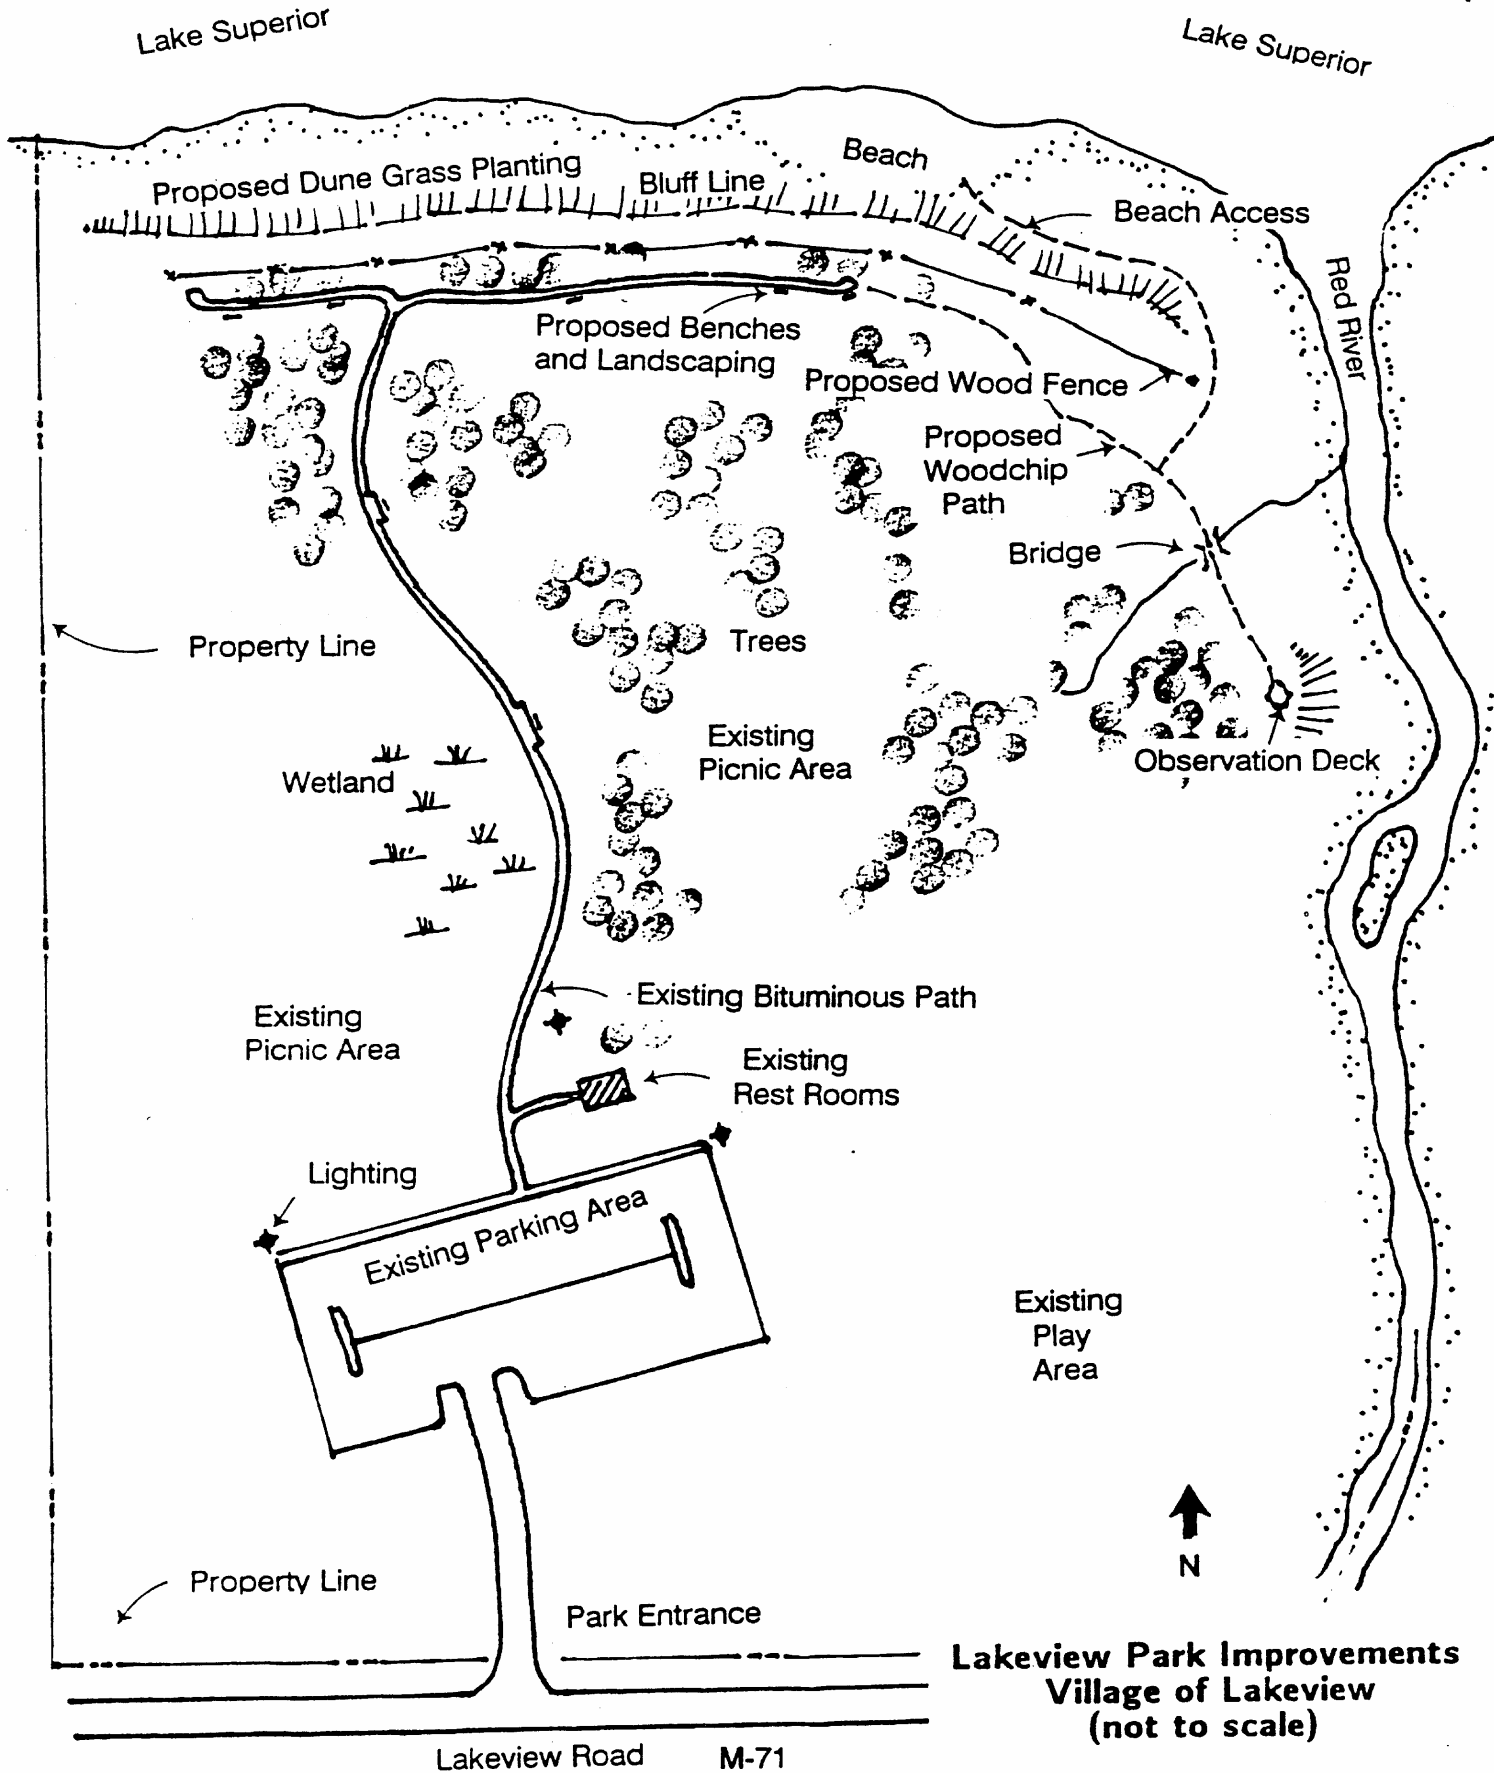 Lake Superior
Lake Superior
Beach
Proposed Dune Grass Planting
Bluff Line
Beach Access
Red River
Proposed Benches
and Landscaping
Proposed Wood Fence
Proposed
Woodchip
Path
Bridge
Property Line
Trees
Existing
Picnic Area
Observation Deck
Wetland
Existing Bituminous Path
Existing
Picnic Area
Existing
Rest Rooms
Lighting
Existing Parking Area
Existing
Play
Area
N
Property Line
Park Entrance
Lakeview Park Improvements
Village of Lakeview
(not to scale)
Lakeview Road M-71